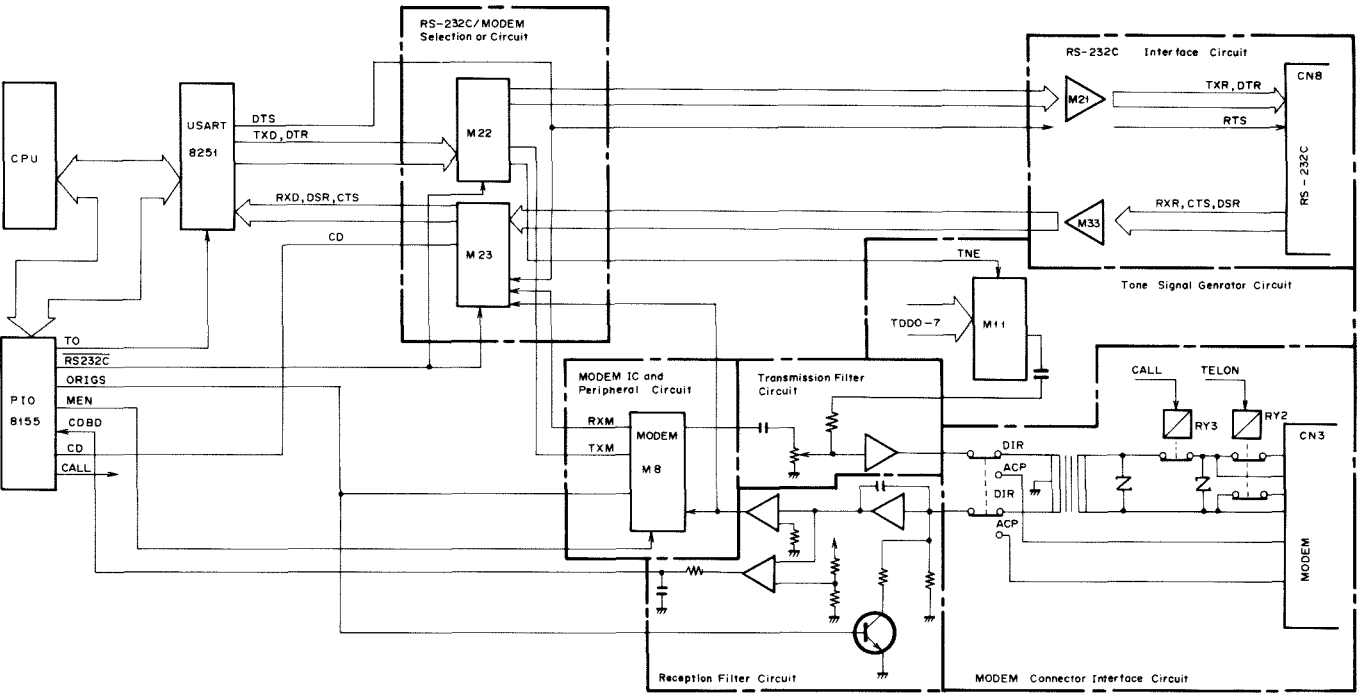 RS-232C/MODEM
Selection or Circuit
RS-232C Interface Circuit
CN8
TXR, DTR
M21
RTS
RS-232C
RXR, CTS, DSR
M33
CPU
USART
8251
DTS
TXD, DTR
M22
RXD, DSR, CTS
CD
M23
TNE
Tone Signal Genrator Circuit
TDDO-7
M11
PIO
8155
TO
RS232C
ORIGS
MEN
CDBD
CD
CALL
MODEM IC and
Peripheral Circuit
RXM
TXM
MODEM
M8
Transmission Filter
Circuit
CALL
TELON
RY3
RY2
CN3
DIR
ACP
DIR
ACP
MODEM
Reception Filter Circuit
MODEM Connector Interface Circuit